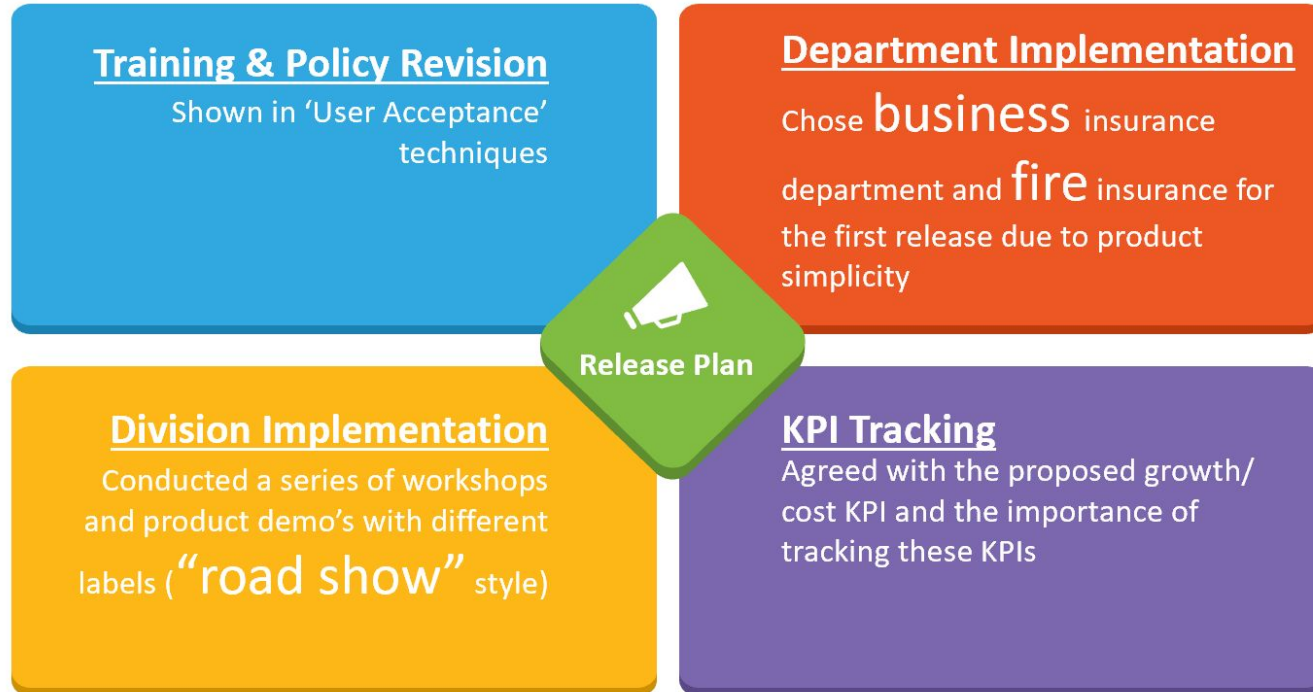 Training & Policy Revision
Shown in ‘User Acceptance’
techniques
Department Implementation
Chose business insurance
department and fire insurance for
the first release due to product
simplicity
Release Plan
Division Implementation
Conducted a series of workshops
and product demo’s with different
labels (“road show” style)
KPI Tracking
Agreed with the proposed growth/
cost KPI and the importance of
tracking these KPIs